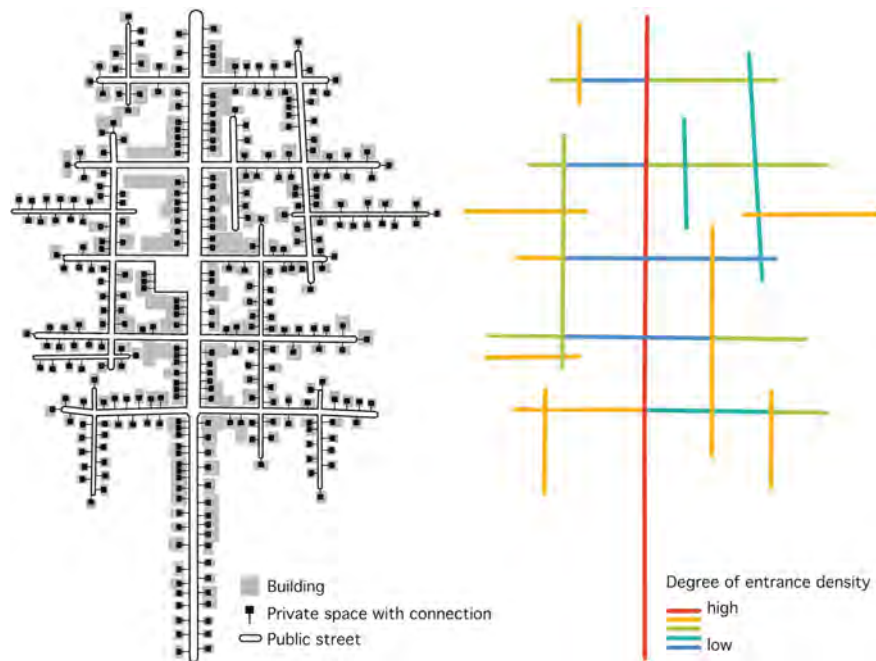 Building
Private space with connection
Public street
Degree of entrance density
high
low